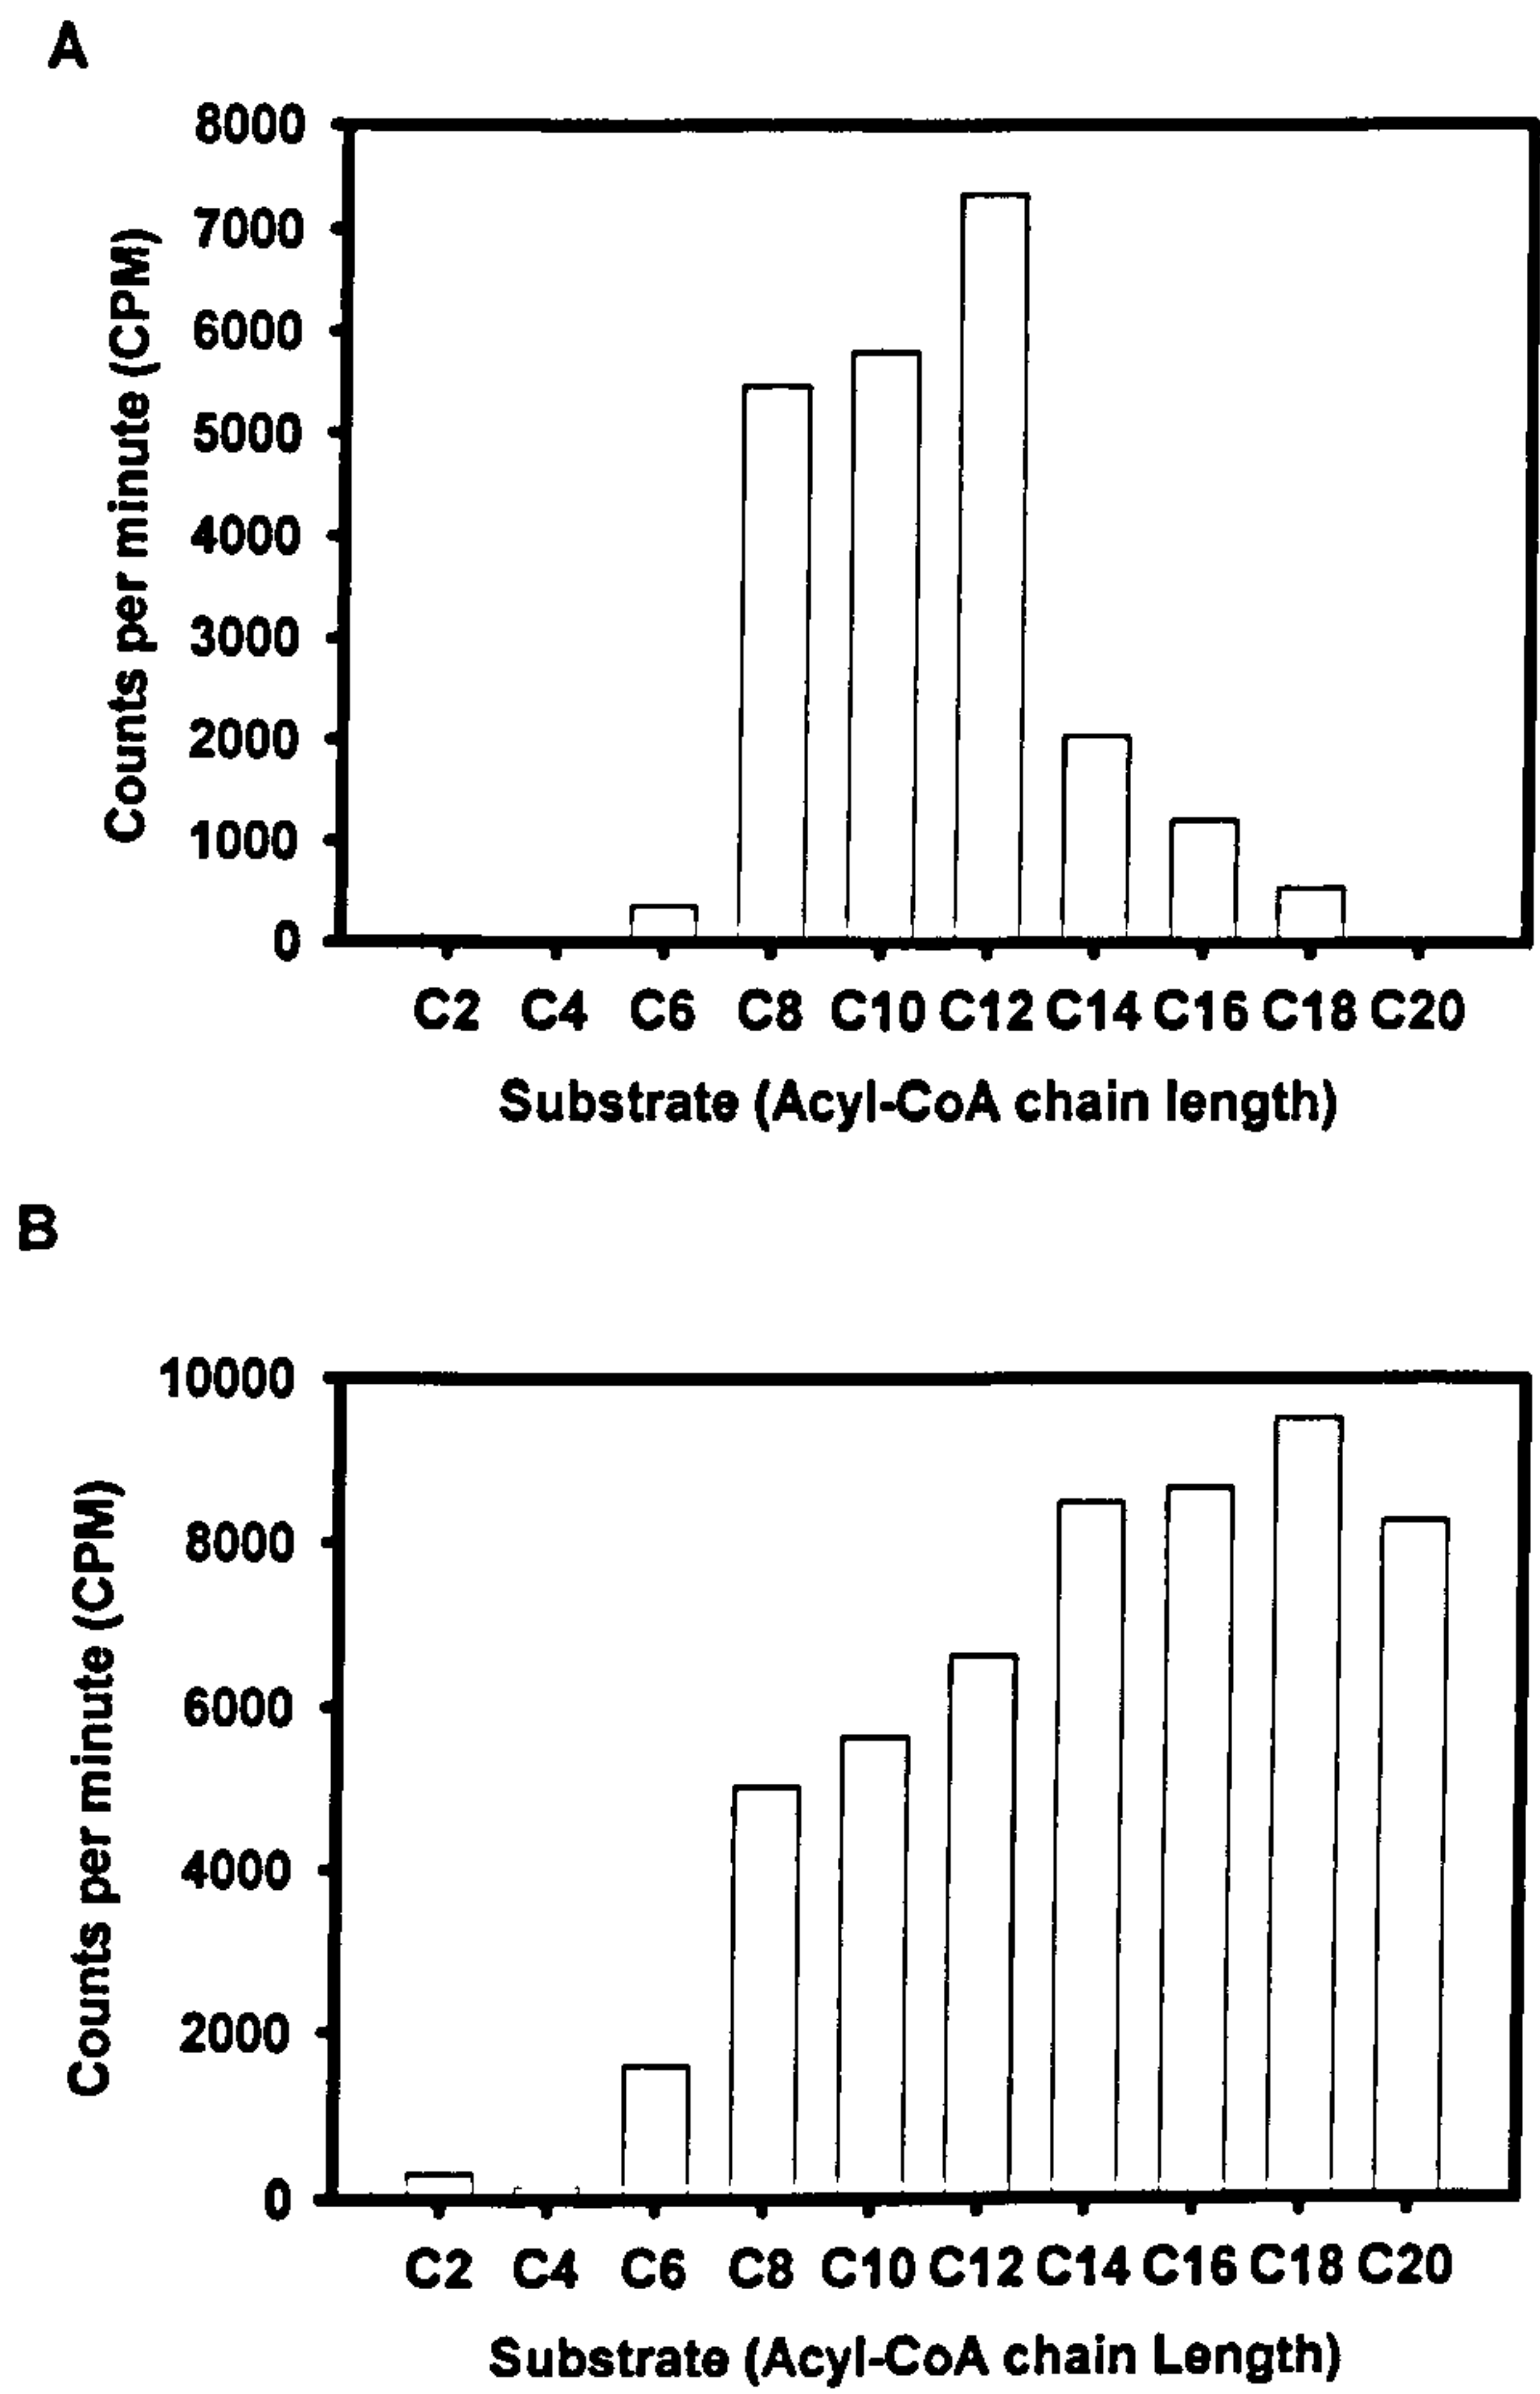 A
8000
7000
6000
5000
4000
3000
2000
1000
0
Counts per minute (CPM)
C2 C4 C6 C8 C10 C12 C14 C16 C18 C20
Substrate (Acyl-CoA chain length)
B
10000
8000
6000
4000
2000
0
Counts per minute (CPM)
C2 C4 C6 C8 C10 C12 C14 C16 C18 C20
Substrate (Acyl-CoA chain Length)